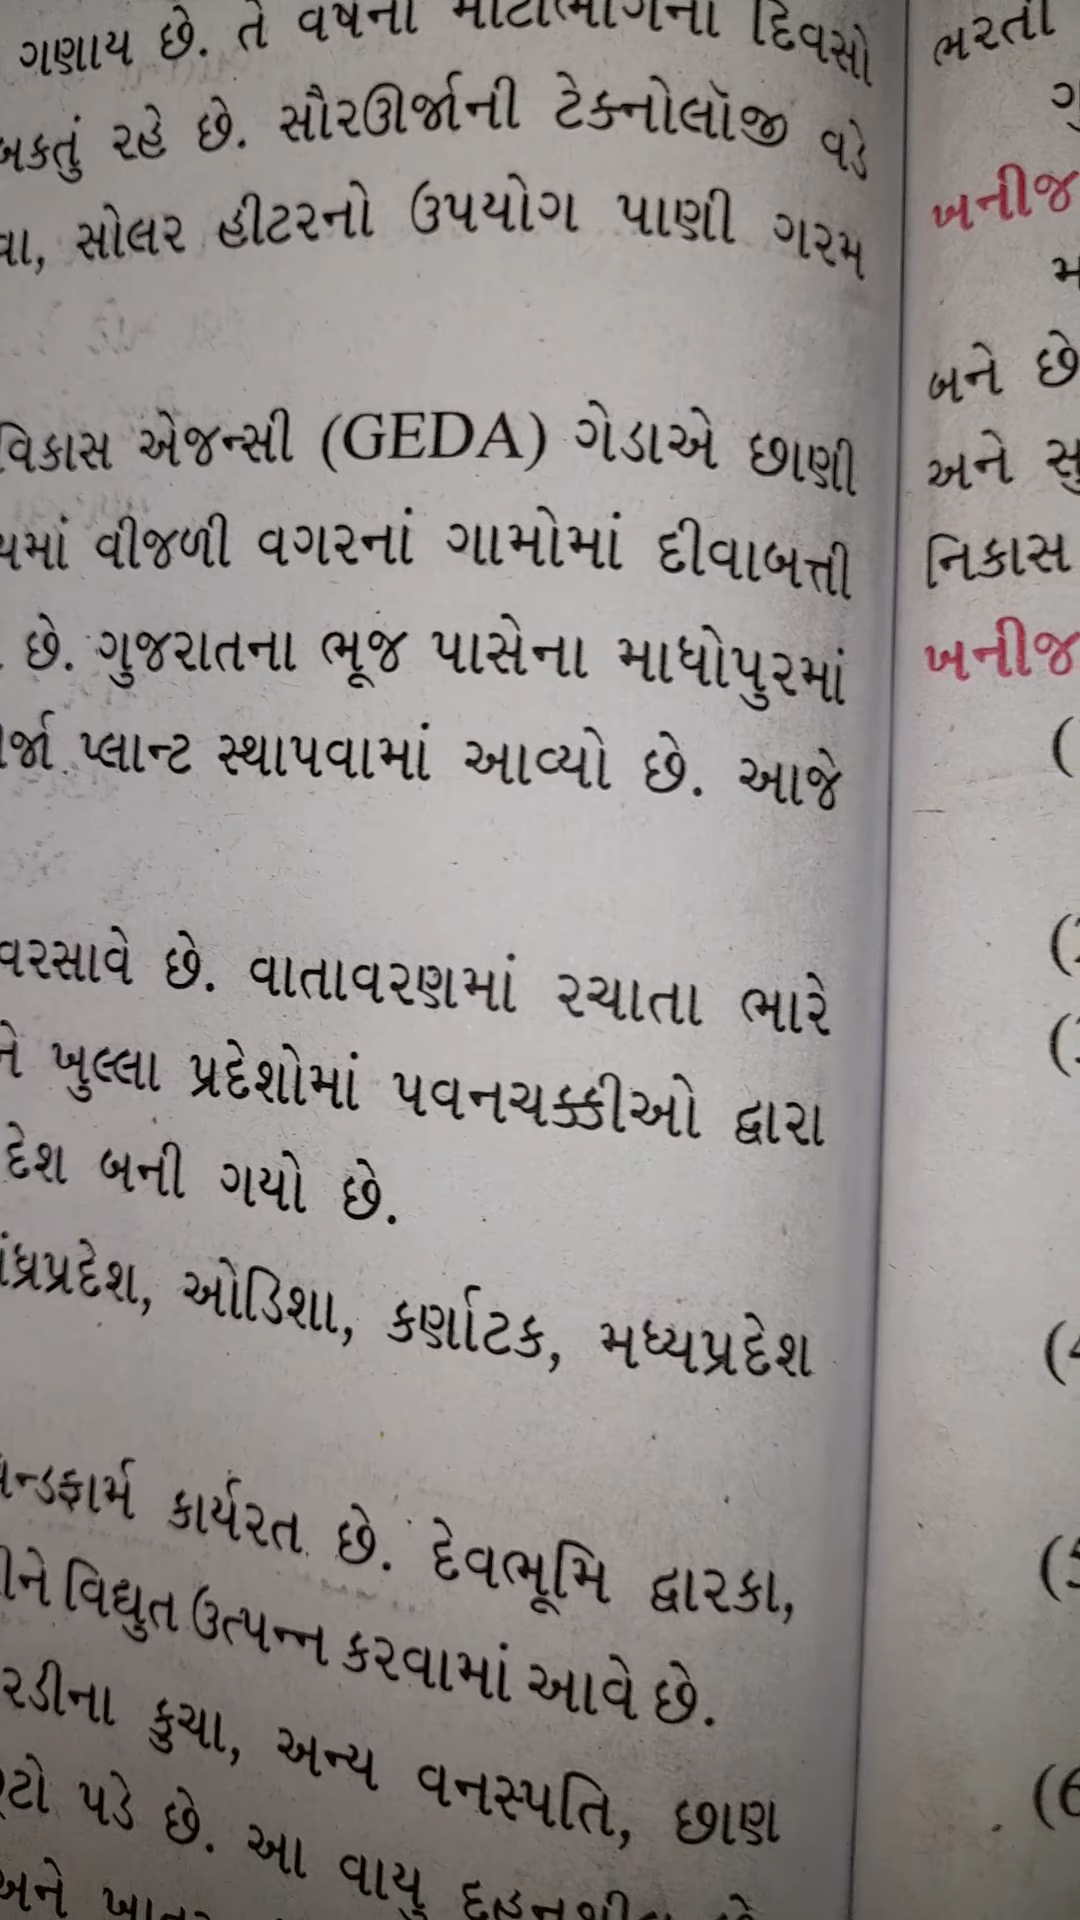 ગણાય છે. તે વર્ષના મોટાભાગના દિવસો
રહે છે. સૌરઊર્જાની ટેક્નોલૉજી વડે
સોલર હીટરનો ઉપયોગ પાણી ગરમ
વિકાસ એજન્સી (GEDA) ગેડાએ છાણી
વીજળી વગરનાં ગામોમાં દીવાબત્તી
છે. ગુજરાતના ભૂજ પાસેના માધોપુરમાં
પ્લાન્ટ સ્થાપવામાં આવ્યો છે. આજે
વરસાવે છે. વાતાવરણમાં રચાતા ભારે
ખુલ્લા પ્રદેશોમાં પવનચક્કીઓ દ્વારા
દેશ બની ગયો છે.
ઓડિશા, કર્ણાટક, મધ્યપ્રદેશ
કાર્યરત છે. દેવભૂમિ દ્વારકા,
વિદ્યુત ઉત્પન્ન કરવામાં આવે છે.
કુચા, અન્ય વનસ્પતિ, છાણ
પડે છે. આ વાયુ
ભરતી
ખનીજ
બને છે
અને
નિકાસ
ખનીજ